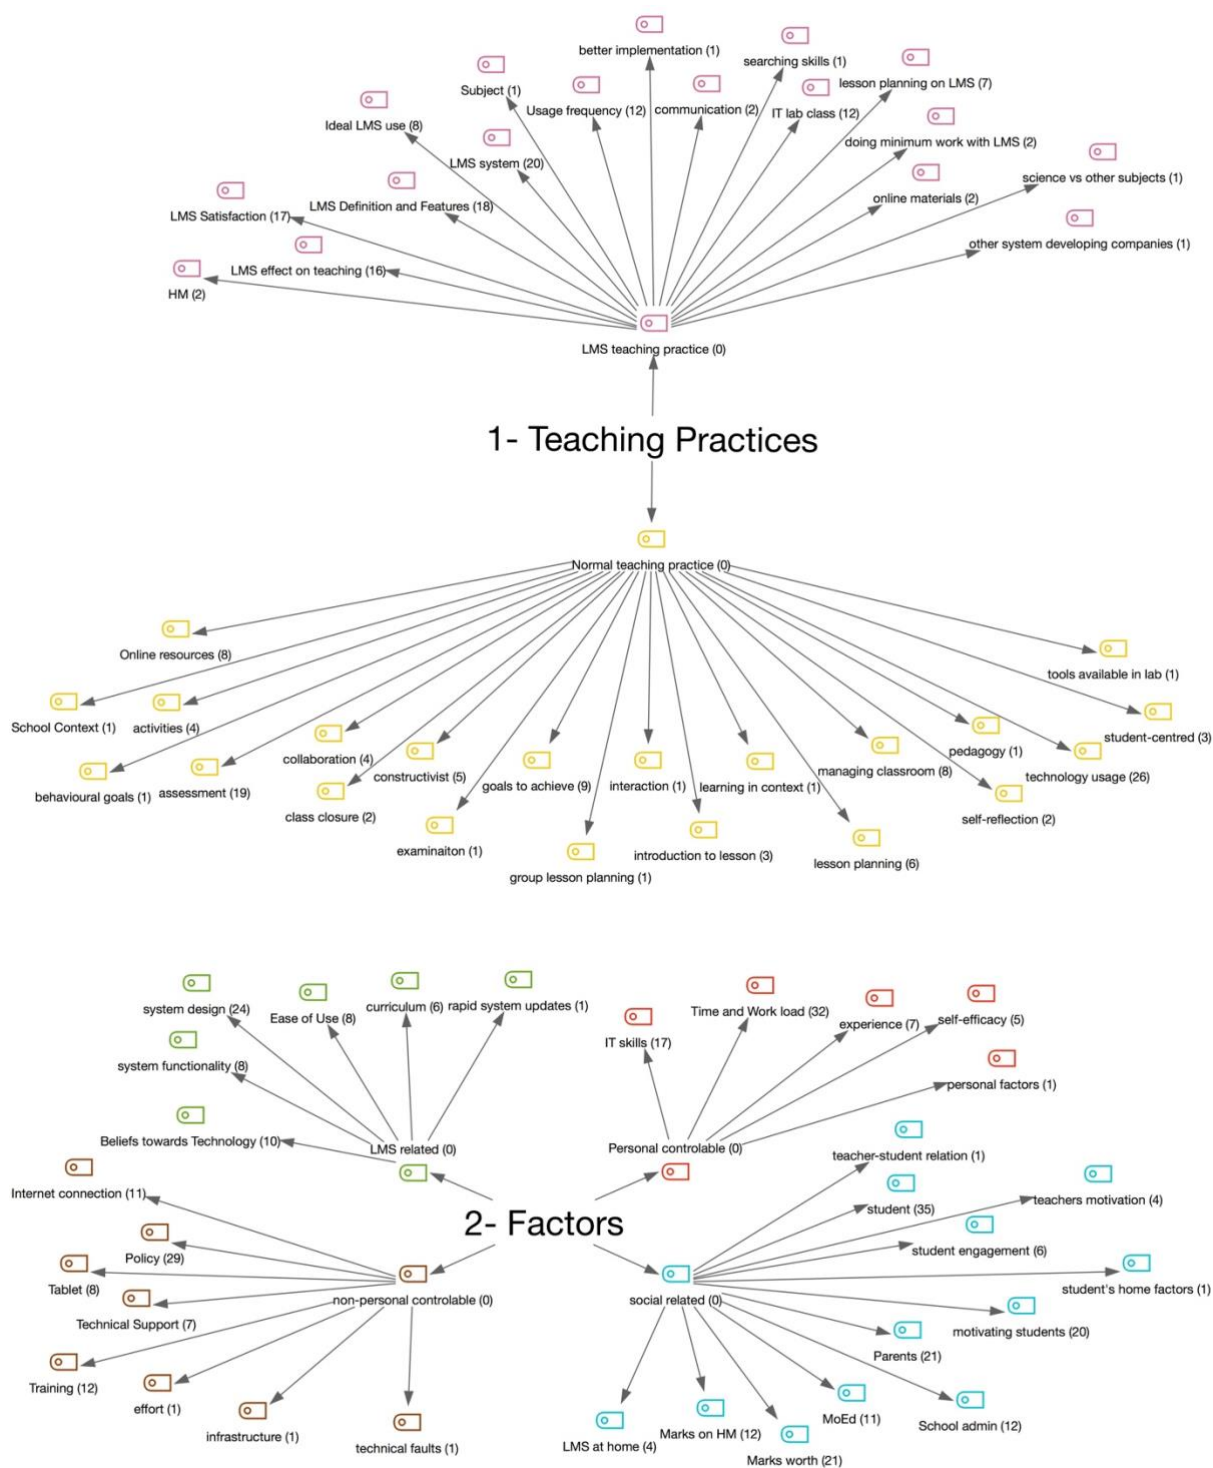 better implementation (1)
searching skills (1)
lesson planning on LMS (7)
Subject (1)
Usage frequency (12)
communication (2)
IT lab class (12)
Ideal LMS use (8)
doing minimum work with LMS (2)
LMS system (20)
science vs other subjects (1)
online materials (2)
LMS Definition and Features (18)
LMS Satisfaction (17)
other system developing companies (1)
LMS effect on teaching (16)
HM (2)
LMS teaching practice (0)
1- Teaching Practices
Normal teaching practice (0)
Online resources (8)
tools available in lab (1)
School Context (1)
activities (4)
student-centred (3)
collaboration (4)
constructivist (5)
pedagogy (1)
managing classroom (8)
technology usage (26)
behavioural goals (1)
assessment (19)
goals to achieve (9)
interaction (1)
learning in context (1)
class closure (2)
self-reflection (2)
examinaiton (1)
introduction to lesson (3)
lesson planning (6)
group lesson planning (1)
system design (24)
Ease of Use (8)
curriculum (6)
rapid system updates (1)
Time and Work load (32)
experience (7)
self-efficacy (5)
IT skills (17)
system functionality (8)
personal factors (1)
Beliefs towards Technology (10)
LMS related (0)
Personal controlable (0)
teacher-student relation (1)
Internet connection (11)
teachers motivation (4)
student (35)
2- Factors
student engagement (6)
Policy (29)
Tablet (8)
student's home factors (1)
non-personal controlable (0)
social related (0)
Technical Support (7)
motivating students (20)
Parents (21)
Training (12)
effort (1)
MoEd (11)
School admin (12)
infrastructure (1)
technical faults (1)
LMS at home (4)
Marks on HM (12)
Marks worth (21)